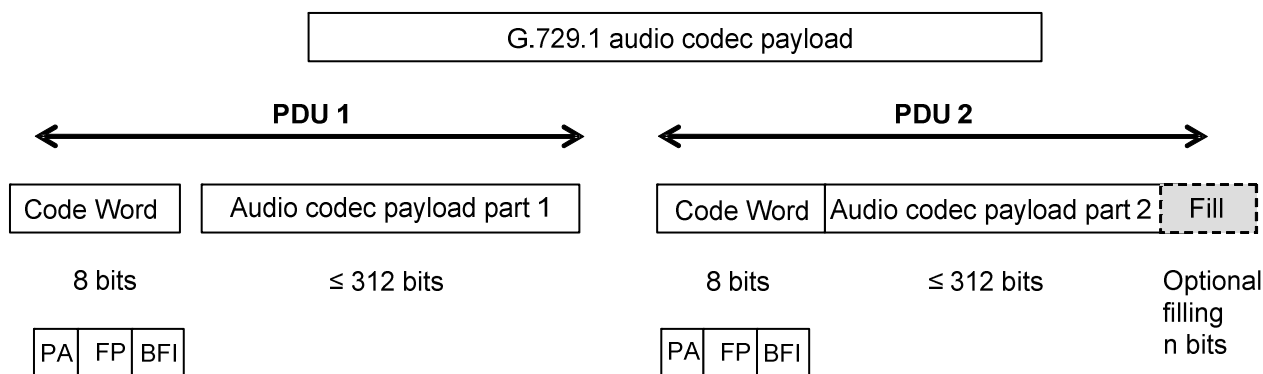 G.729.1 audio codec payload
PDU 1
PDU 2
Code Word
Audio codec payload part 1
Code Word
Audio codec payload part 2
Fill
8 bits
≤ 312 bits
8 bits
≤ 312 bits
Optional
filling
n bits
PA
FP
BFI
PA
FP
BFI